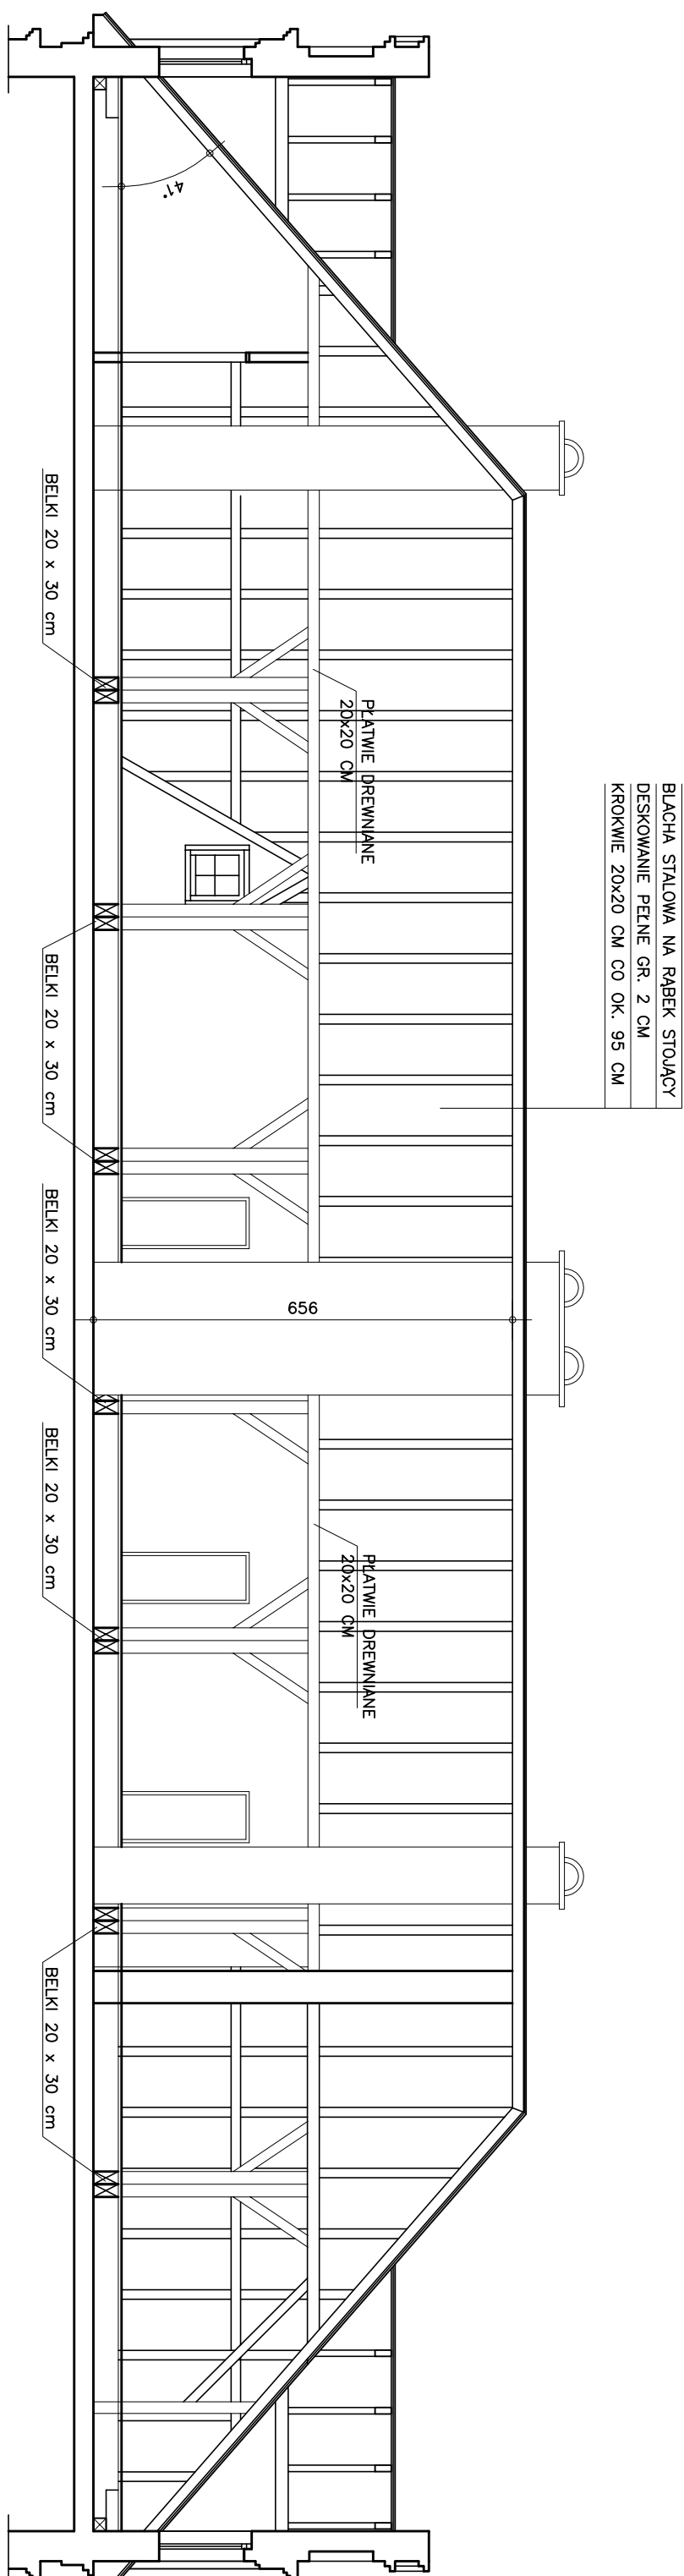 BLACHA STALOWA NA RĄBEK STOJĄCY
DESKOWANIE PEŁNE GR. 2 CM
KROKWIE 20x20 CM CO OK. 95 CM
41°
PŁATWIE DREWNIANE
20x20 CM
656
PŁATWIE DREWNIANE
20x20 CM
BELKI 20 x 30 cm
BELKI 20 x 30 cm
BELKI 20 x 30 cm
BELKI 20 x 30 cm
BELKI 20 x 30 cm